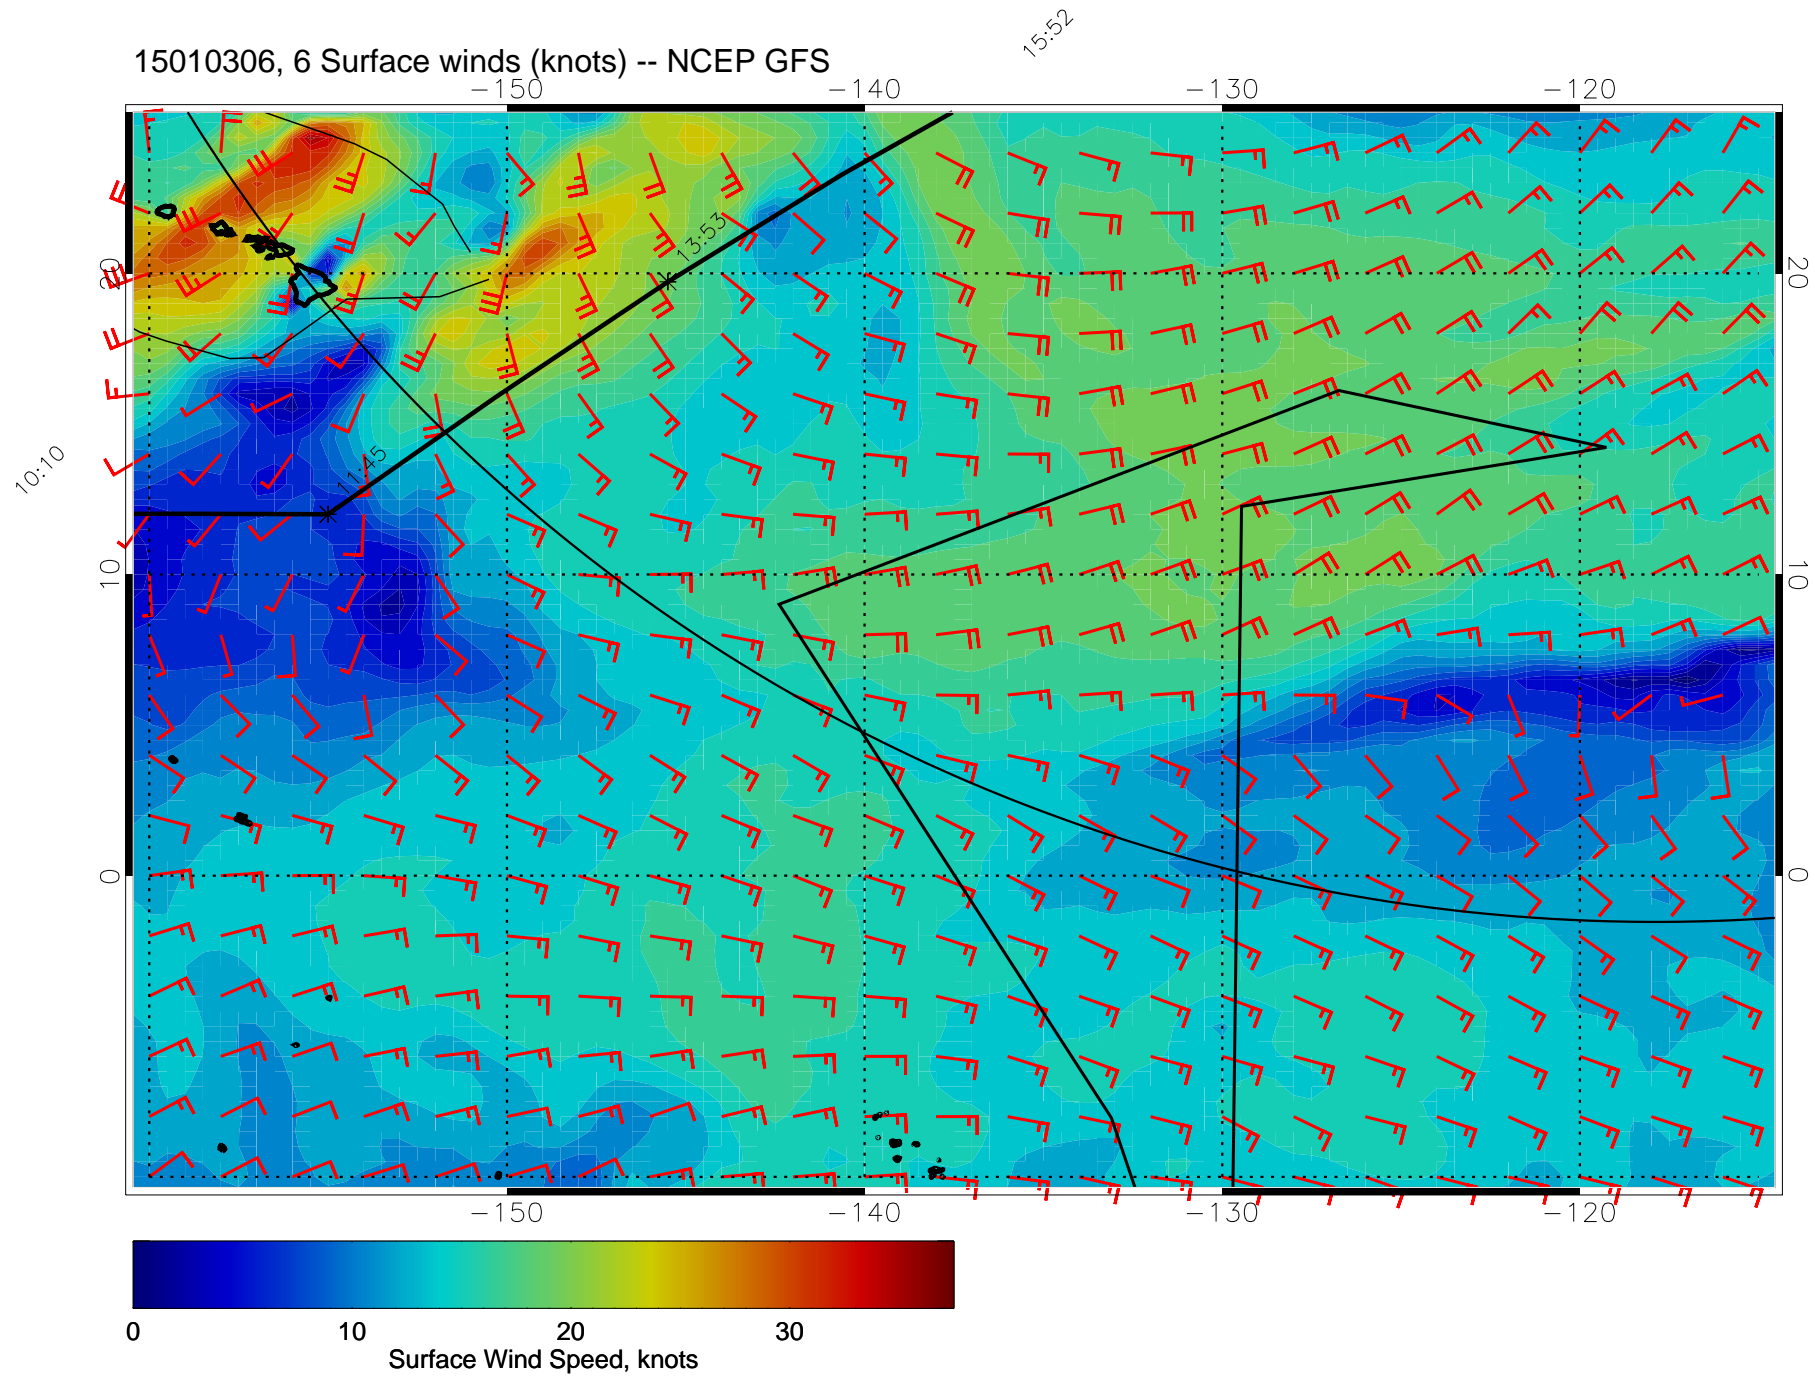 15:52
15010306, 6 Surface winds (knots) -- NCEP GFS
-150 -140 -130 -120
13:53
20 20
11:45
10:10
10 10
0 0
-150 -140 -130 -120
0 10 20 30
Surface Wind Speed, knots